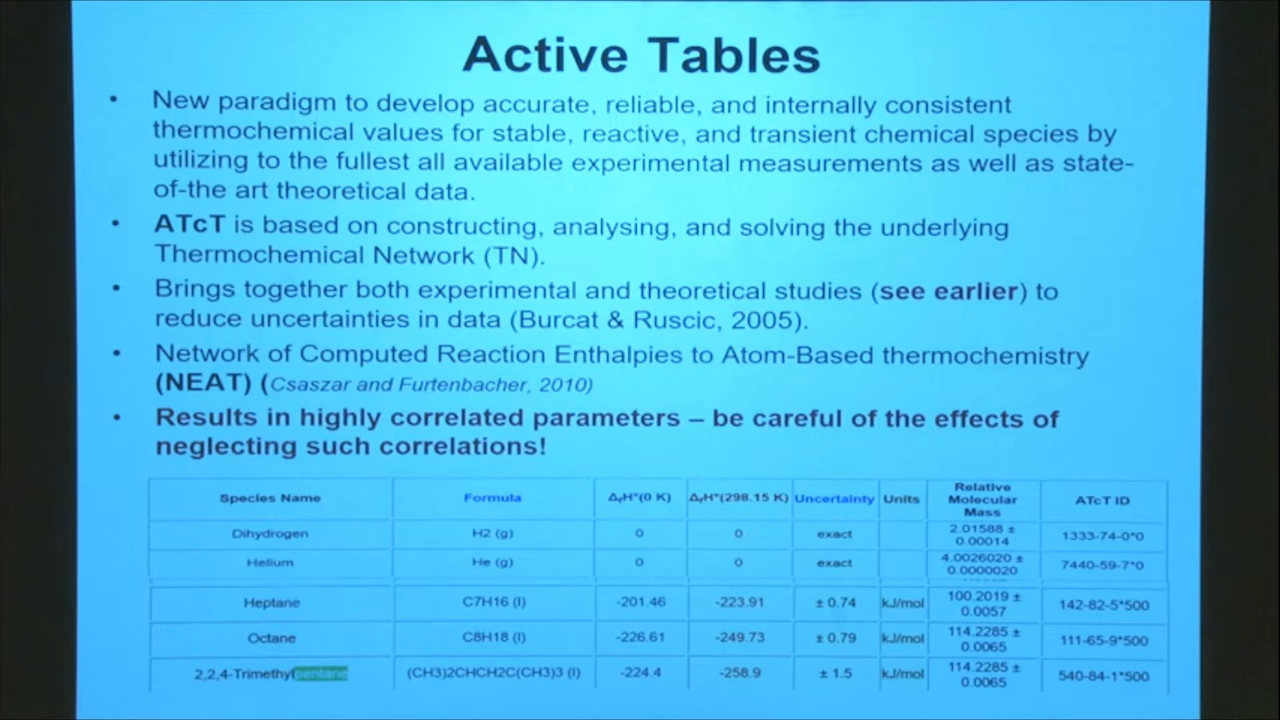 Active Tables
• New paradigm to develop accurate, reliable, and internally consistent
thermochemical values for stable, reactive, and transient chemical species by
utilizing to the fullest all available experimental measurements as well as state-
of-the art theoretical data.
• ATcT is based on constructing, analysing, and solving the underlying
Thermochemical Network (TN).
• Brings together both experimental and theoretical studies (see earlier) to
reduce uncertainties in data (Burcat & Ruscic, 2005).
• Network of Computed Reaction Enthalpies to Atom-Based thermochemistry
(NEAT) (Csaszar and Furtenbacher, 2010)
• Results in highly correlated parameters – be careful of the effects of
neglecting such correlations!
Species Name Formula ΔfH°(0 K) ΔfH°(298.15 K) Uncertainty Units Relative Molecular Mass ATcT ID
Dihydrogen H2 (g) 0 0 exact 2.01588 ± 0.00014 1333-74-0*0
Helium He (g) 0 0 exact 4.0026020 ± 0.0000020 7440-59-7*0
Heptane C7H16 (l) -201.46 -223.91 ± 0.74 kJ/mol 100.2019 ± 0.0057 142-82-5*500
Octane C8H18 (l) -226.61 -249.73 ± 0.79 kJ/mol 114.2285 ± 0.0065 111-65-9*500
2,2,4-Trimethylpentane (CH3)2CHCH2C(CH3)3 (l) -224.4 -258.9 ± 1.5 kJ/mol 114.2285 ± 0.0065 540-84-1*500